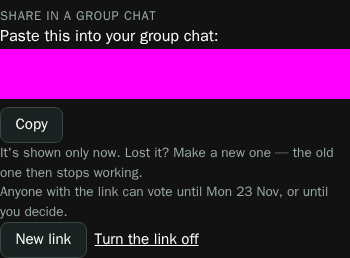 SHARE IN A GROUP CHAT
Paste this into your group chat:
Copy
It's shown only now. Lost it? Make a new one — the old
one then stops working.
Anyone with the link can vote until Mon 23 Nov, or until
you decide.
New link Turn the link off